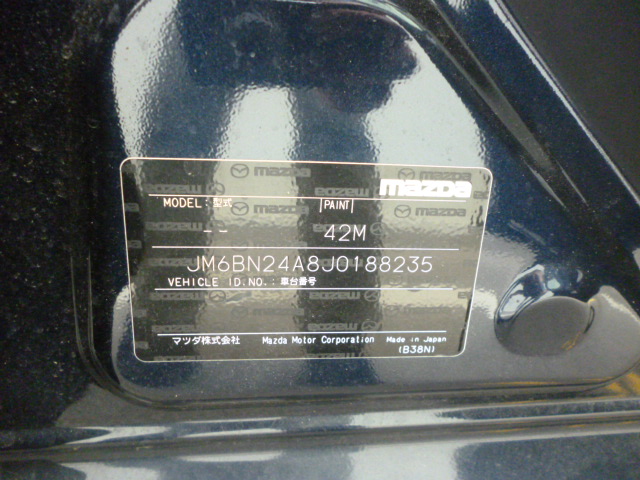 mazda
MODEL: 型式 |PAINT|
-- 42M
JM6BN24A8J0188235
VEHICLE ID.NO.: 車台番号
マツダ株式会社 Mazda Motor Corporation Made in Japan
(B38N)